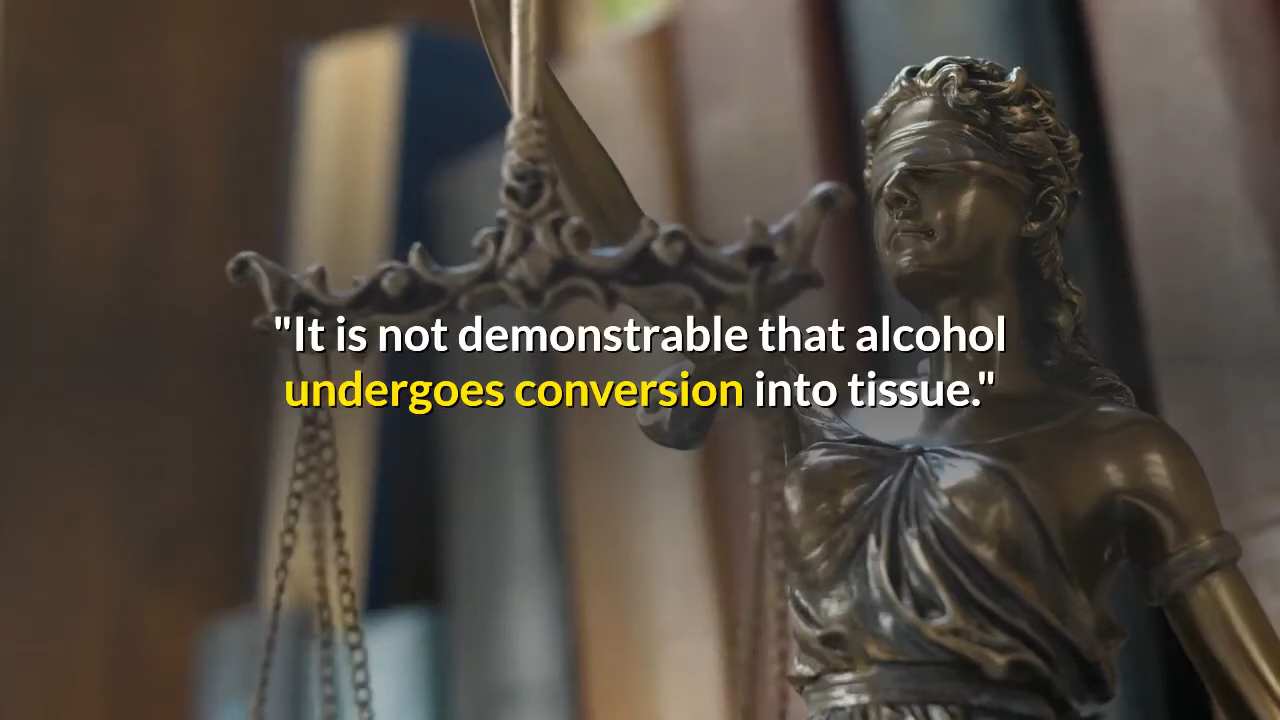 "It is not demonstrable that alcohol
undergoes conversion into tissue."